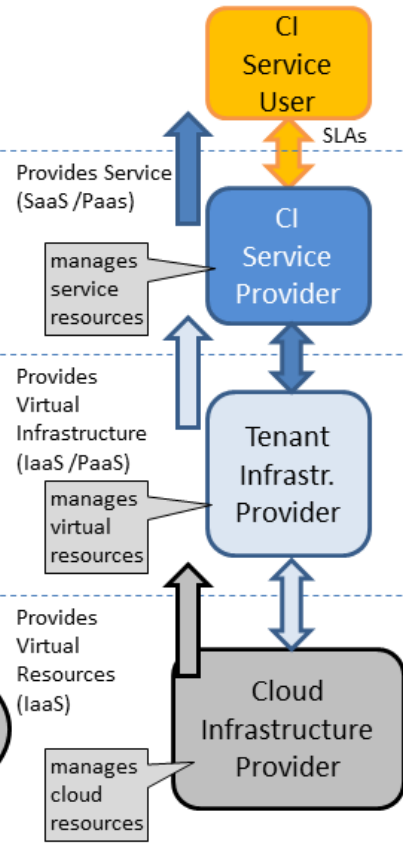 CI
Service
User
SLAs
Provides Service
(SaaS /Paas)
CI
Service
Provider
manages
service
resources
Provides
Virtual
Infrastructure
(IaaS /PaaS)
Tenant
Infrastr.
Provider
manages
virtual
resources
Provides
Virtual
Resources
(IaaS)
Cloud
Infrastructure
Provider
manages
cloud
resources